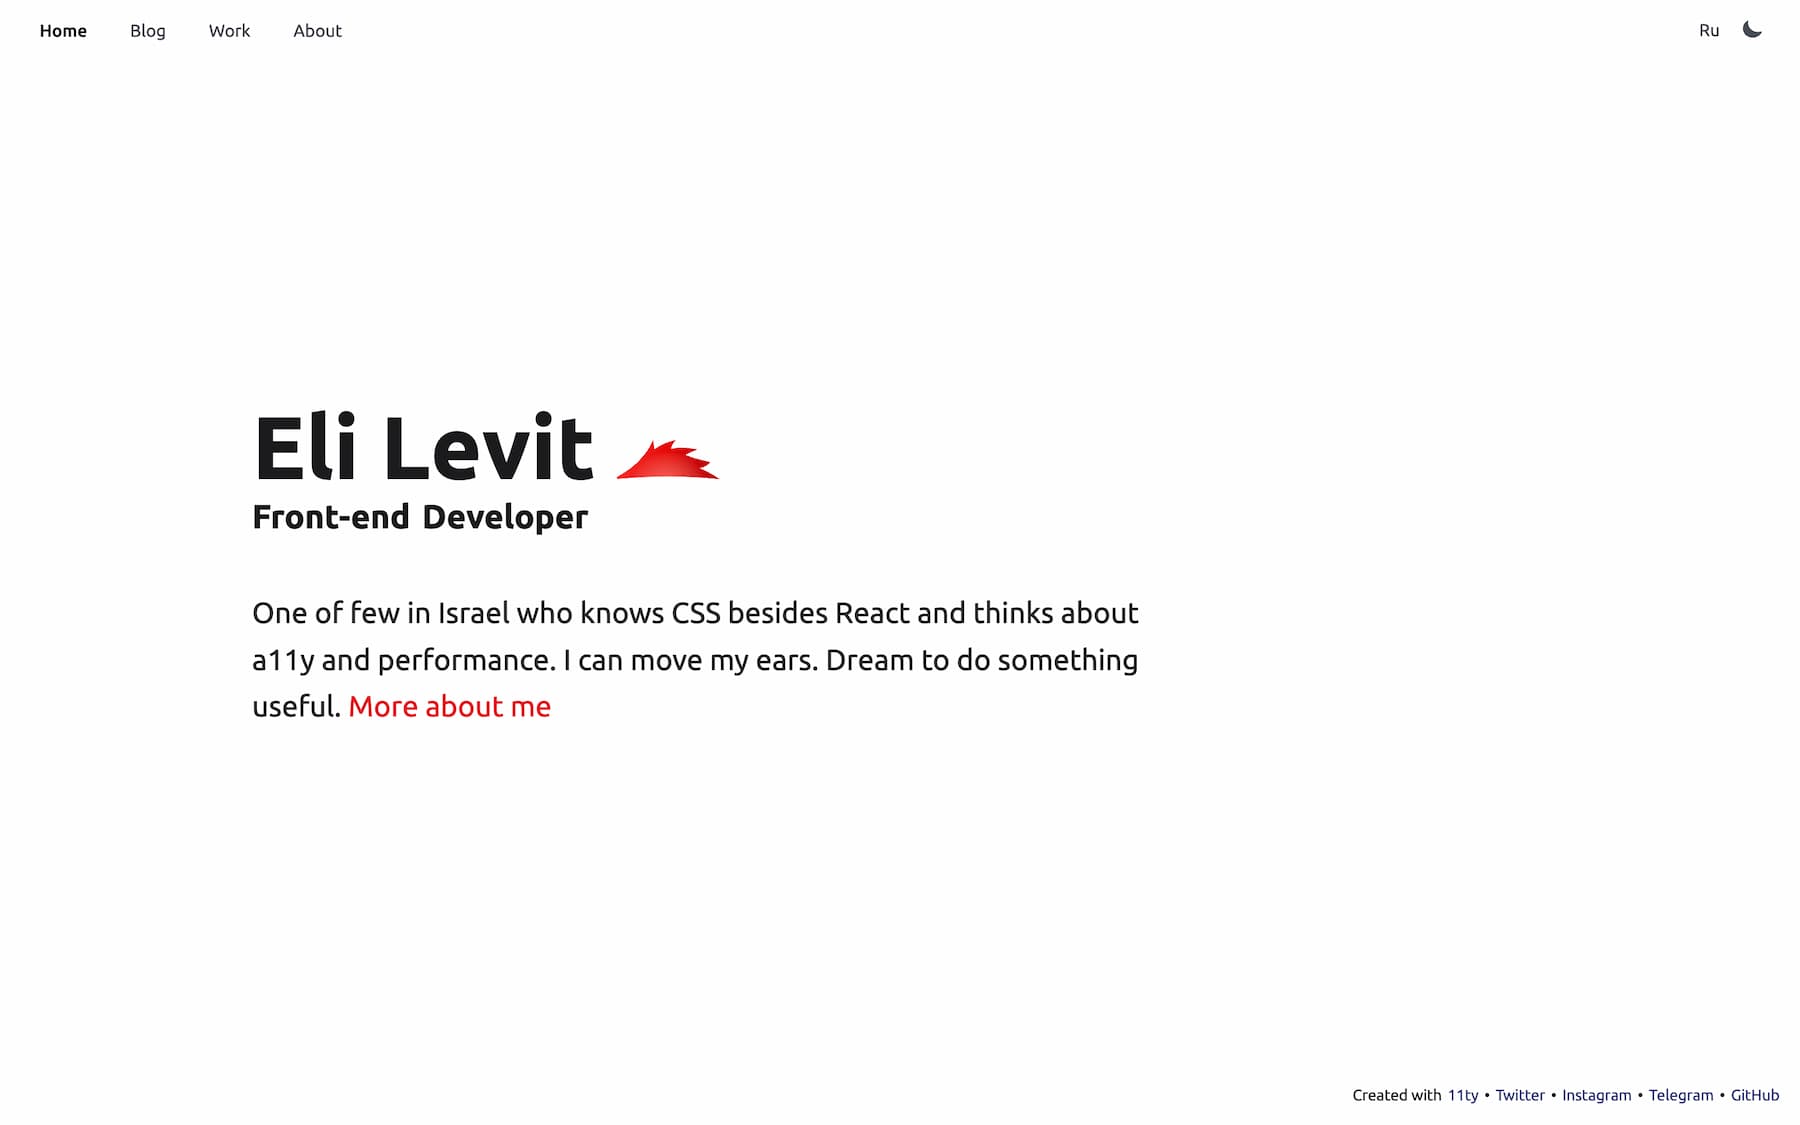 Home Blog Work About Ru
Eli Levit
Front-end Developer
One of few in Israel who knows CSS besides React and thinks about
a11y and performance. I can move my ears. Dream to do something
useful. More about me
Created with 11ty • Twitter • Instagram • Telegram • GitHub